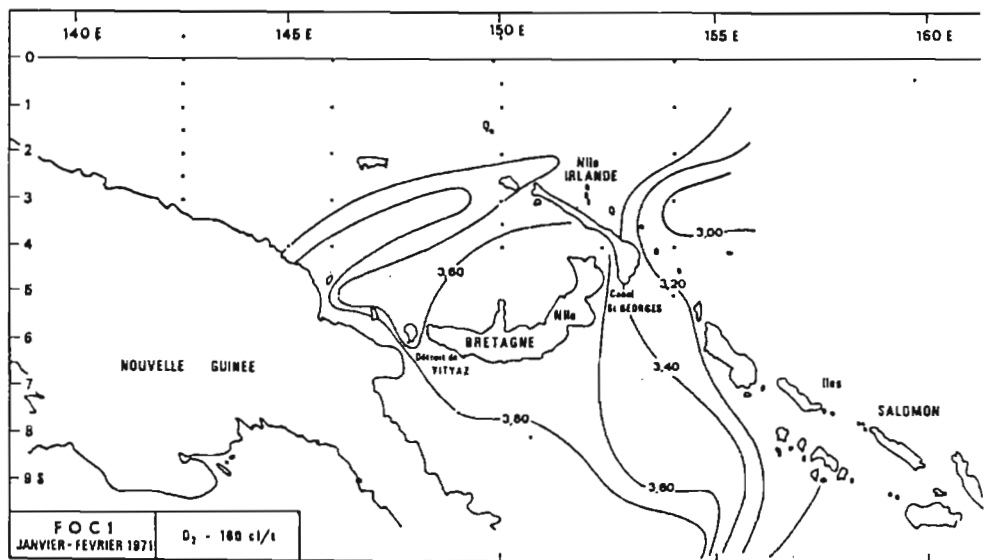 140 E
145 E
150 E
155 E
160 E
0
1
2
3
4
5
6
7
8
9 S
Nlle
IRLANDE
3,00
3,60
3,20
Canal
St GEORGES
Nlle
BRETAGNE
Détroit de
VITYAZ
NOUVELLE GUINEE
3,40
Iles
SALOMON
3,80
3,60
FOC1
JANVIER-FEVRIER 1971
O2 - 160 cl/t